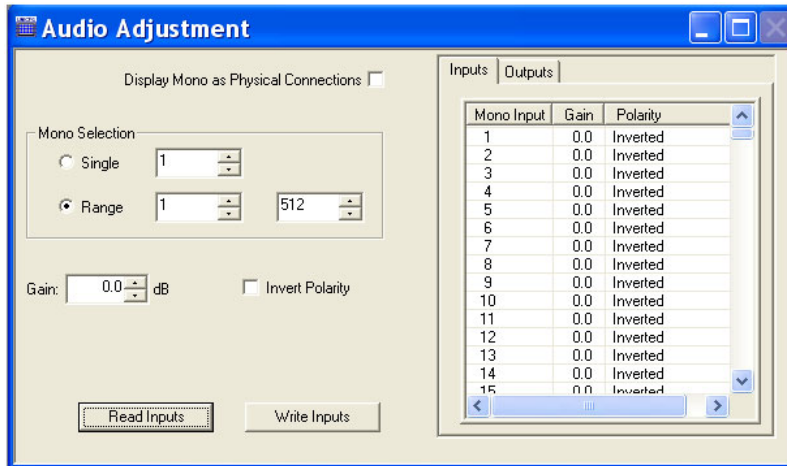 Audio Adjustment
Display Mono as Physical Connections
Mono Selection
Single 1
Range 1 512
Gain: 0.0 dB Invert Polarity
Read Inputs Write Inputs
Inputs Outputs
Mono Input Gain Polarity
1 0.0 Inverted
2 0.0 Inverted
3 0.0 Inverted
4 0.0 Inverted
5 0.0 Inverted
6 0.0 Inverted
7 0.0 Inverted
8 0.0 Inverted
9 0.0 Inverted
10 0.0 Inverted
11 0.0 Inverted
12 0.0 Inverted
13 0.0 Inverted
14 0.0 Inverted
15 0.0 Inverted